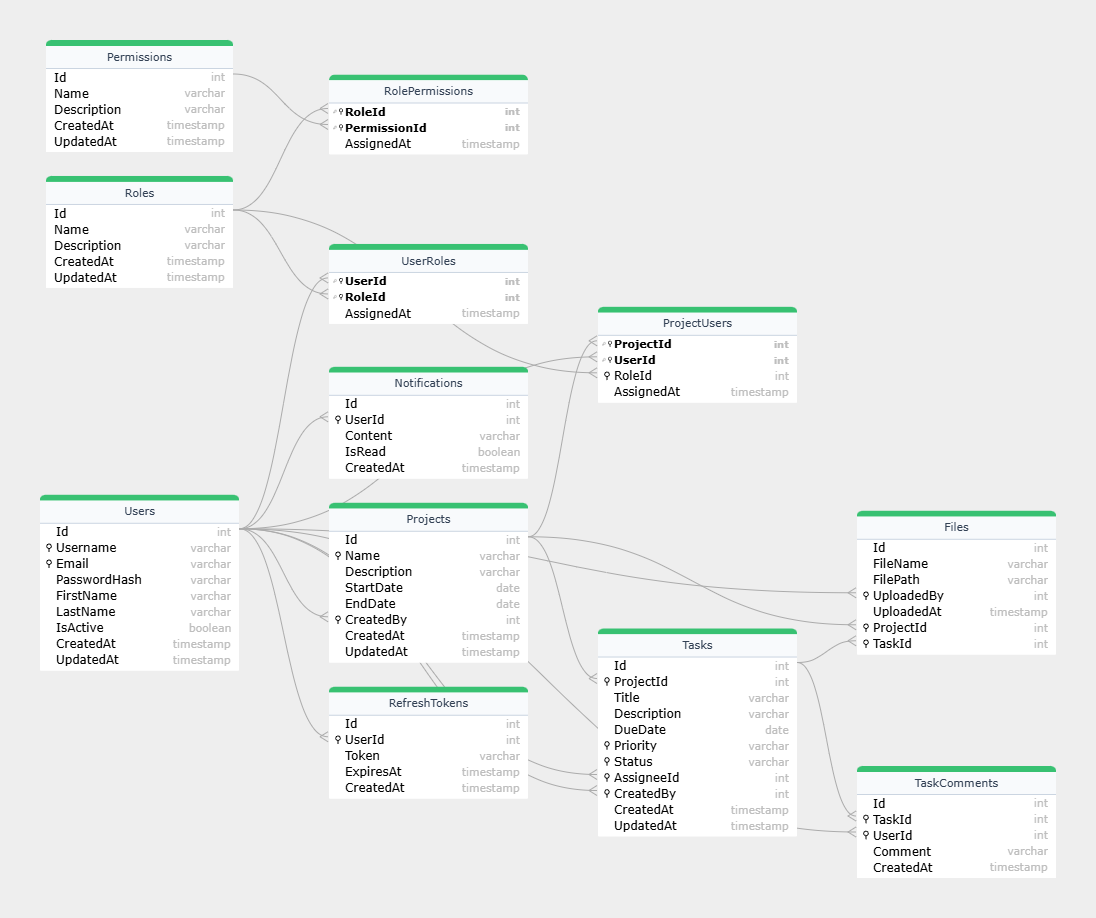 Permissions
Id int
Name varchar
Description varchar
CreatedAt timestamp
UpdatedAt timestamp
RolePermissions
RoleId int
PermissionId int
AssignedAt timestamp
Roles
Id int
Name varchar
Description varchar
CreatedAt timestamp
UpdatedAt timestamp
UserRoles
UserId int
RoleId int
AssignedAt timestamp
ProjectUsers
ProjectId int
UserId int
RoleId int
AssignedAt timestamp
Notifications
Id int
UserId int
Content varchar
IsRead boolean
CreatedAt timestamp
Users
Id int
Username varchar
Email varchar
PasswordHash varchar
FirstName varchar
LastName varchar
IsActive boolean
CreatedAt timestamp
UpdatedAt timestamp
Projects
Id int
Name varchar
Description varchar
StartDate date
EndDate date
CreatedBy int
CreatedAt timestamp
UpdatedAt timestamp
Files
Id int
FileName varchar
FilePath varchar
UploadedBy int
UploadedAt timestamp
ProjectId int
TaskId int
Tasks
Id int
ProjectId int
Title varchar
Description varchar
DueDate date
Priority varchar
Status varchar
AssigneeId int
CreatedBy int
CreatedAt timestamp
UpdatedAt timestamp
RefreshTokens
Id int
UserId int
Token varchar
ExpiresAt timestamp
CreatedAt timestamp
TaskComments
Id int
TaskId int
UserId int
Comment varchar
CreatedAt timestamp